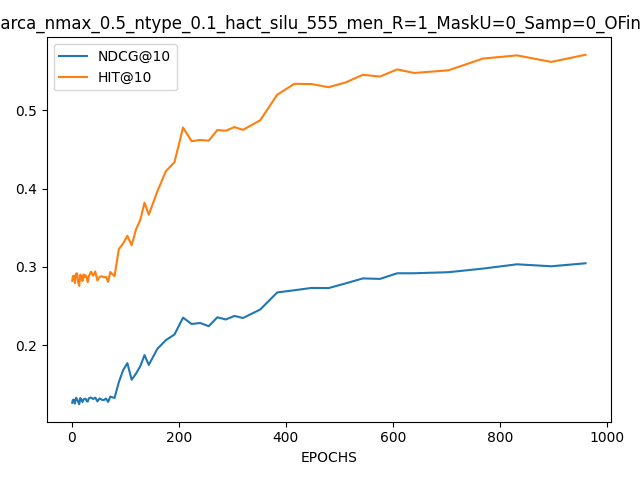 arca_nmax_0.5_ntype_0.1_hact_silu_555_men_R=1_MaskU=0_Samp=0_OFin
NDCG@10
HIT@10
0.5
0.4
0.3
0.2
0 200 400 600 800 1000
EPOCHS